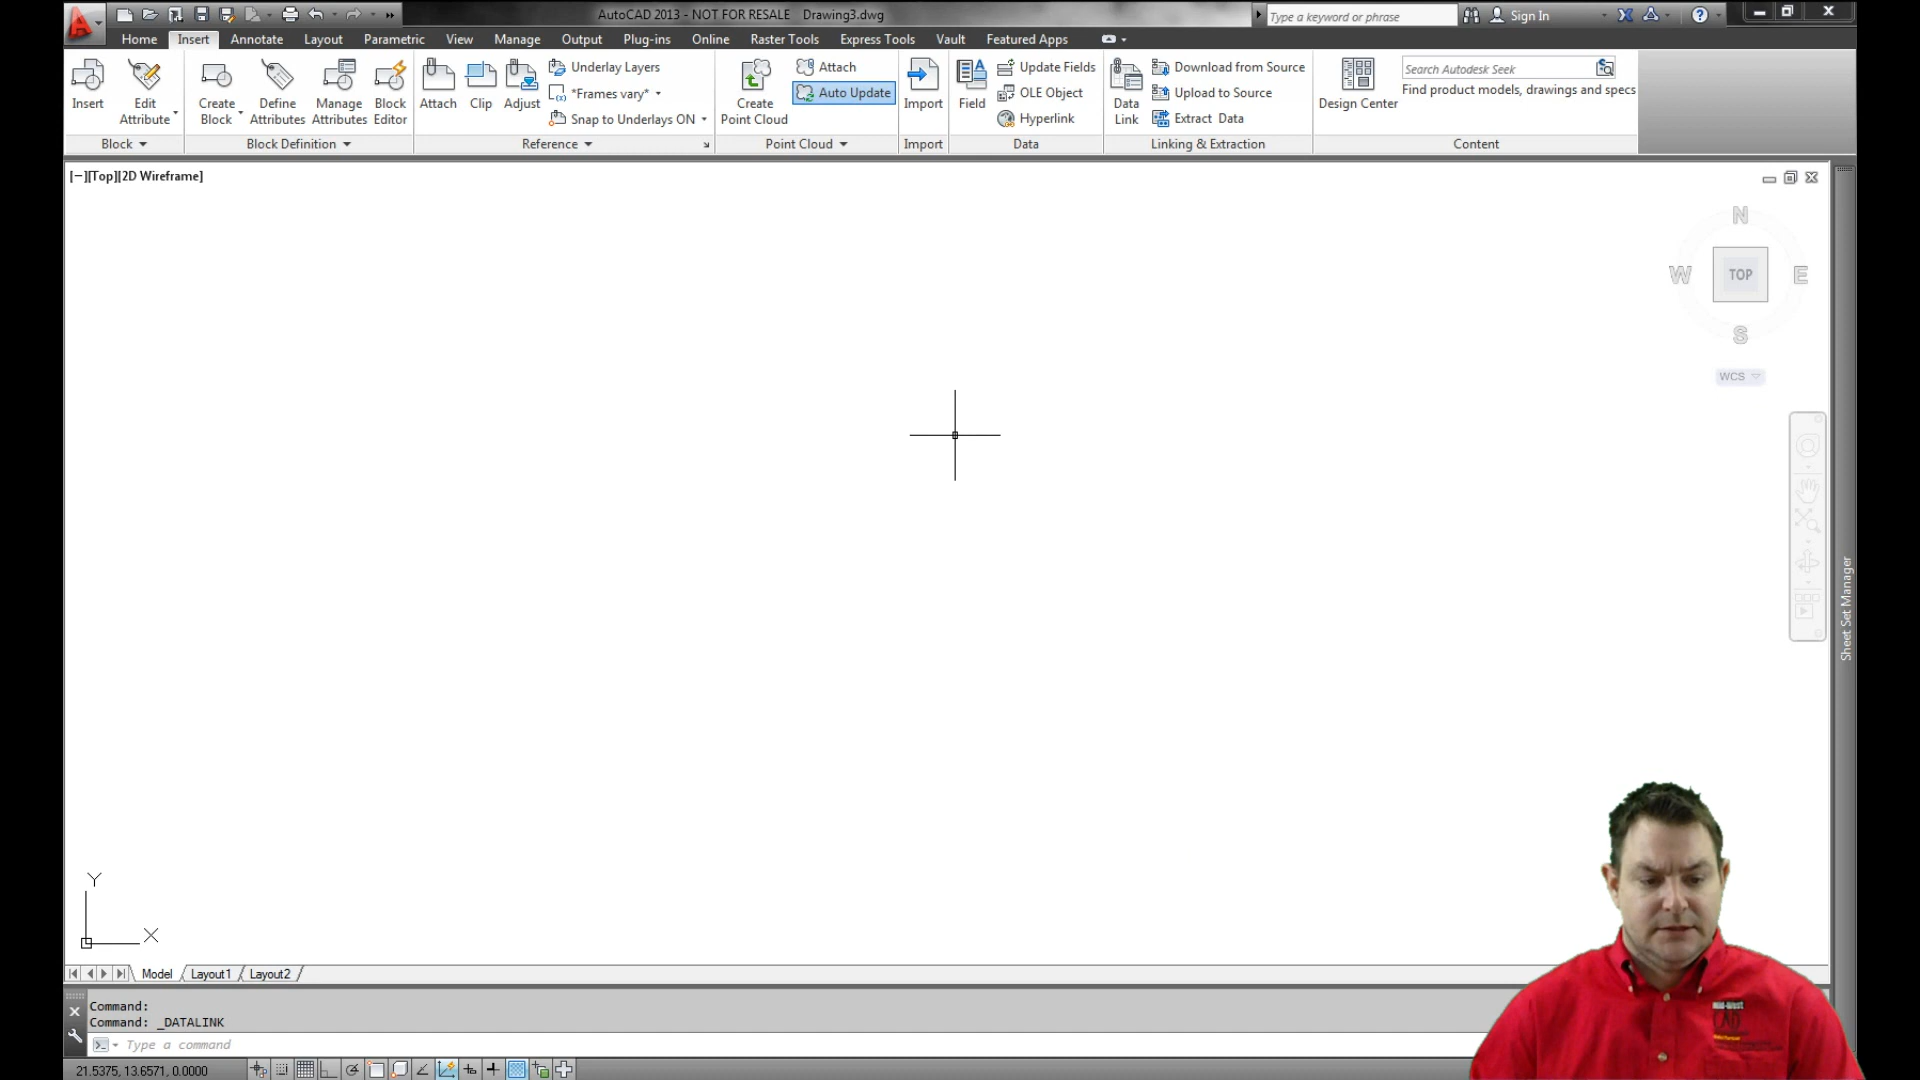 AutoCAD 2013 - NOT FOR RESALE Drawing3.dwg
Type a keyword or phrase
Sign In
Home Insert Annotate Layout Parametric View Manage Output Plug-ins Online Raster Tools Express Tools Vault Featured Apps
Insert
Edit
Attribute
Create
Block
Define
Attributes
Manage
Attributes
Block
Editor
Attach
Clip
Adjust
Underlay Layers
*Frames vary*
Snap to Underlays ON
Create
Point Cloud
Attach
Auto Update
Import
Field
Update Fields
OLE Object
Hyperlink
Data
Link
Download from Source
Upload to Source
Extract Data
Design Center
Search Autodesk Seek
Find product models, drawings and specs
Block
Block Definition
Reference
Point Cloud
Import
Data
Linking & Extraction
Content
[−][Top][2D Wireframe]
N
W
TOP
E
S
WCS
Sheet Set Manager
Y
X
Model
Layout1
Layout2
Command:
Command: _DATALINK
Type a command
21.5375, 13.6571, 0.0000
Mid-West
CAD